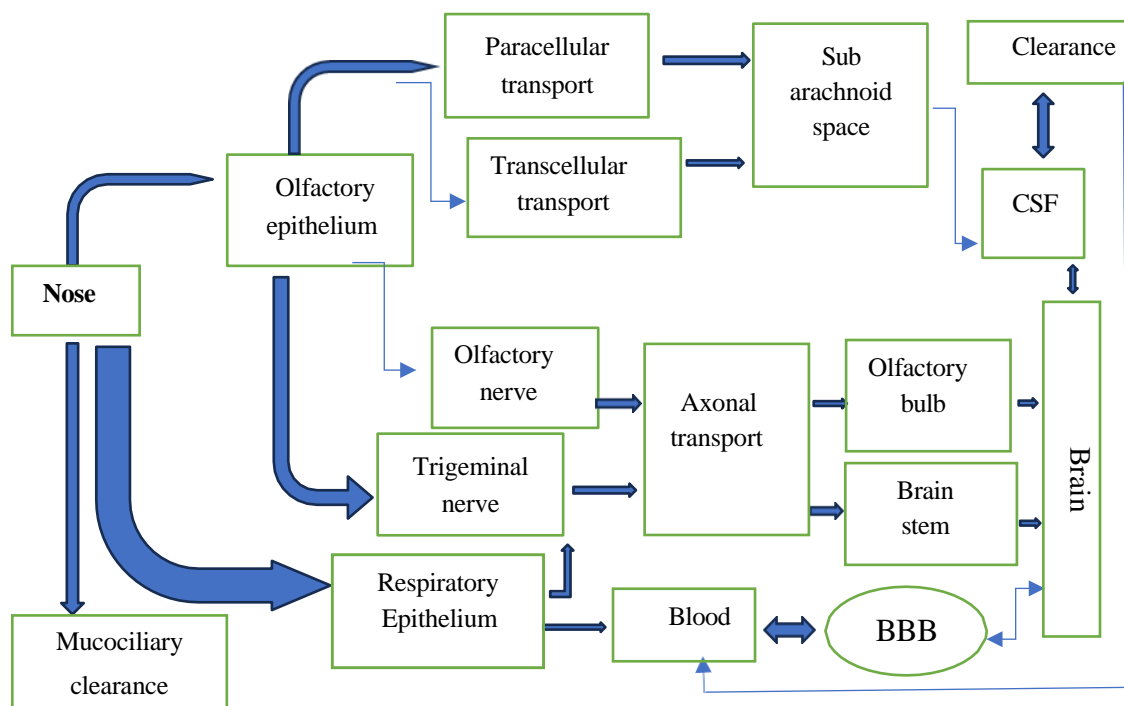 Paracellular
transport
Sub
arachnoid
space
Clearance
Transcellular
transport
Olfactory
epithelium
CSF
Nose
Olfactory
nerve
Axonal
transport
Olfactory
bulb
Trigeminal
nerve
Brain
stem
Brain
Respiratory
Epithelium
Blood
BBB
Mucociliary
clearance